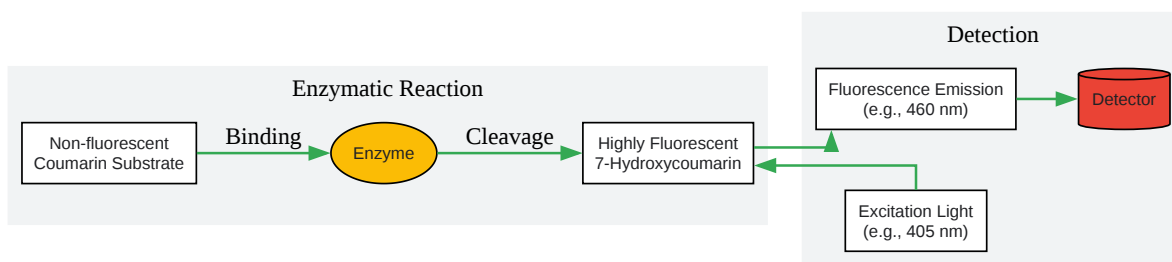 Enzymatic Reaction
Non-fluorescent
Coumarin Substrate
Binding
Enzyme
Cleavage
Highly Fluorescent
7-Hydroxycoumarin
Detection
Fluorescence Emission
(e.g., 460 nm)
Detector
Excitation Light
(e.g., 405 nm)